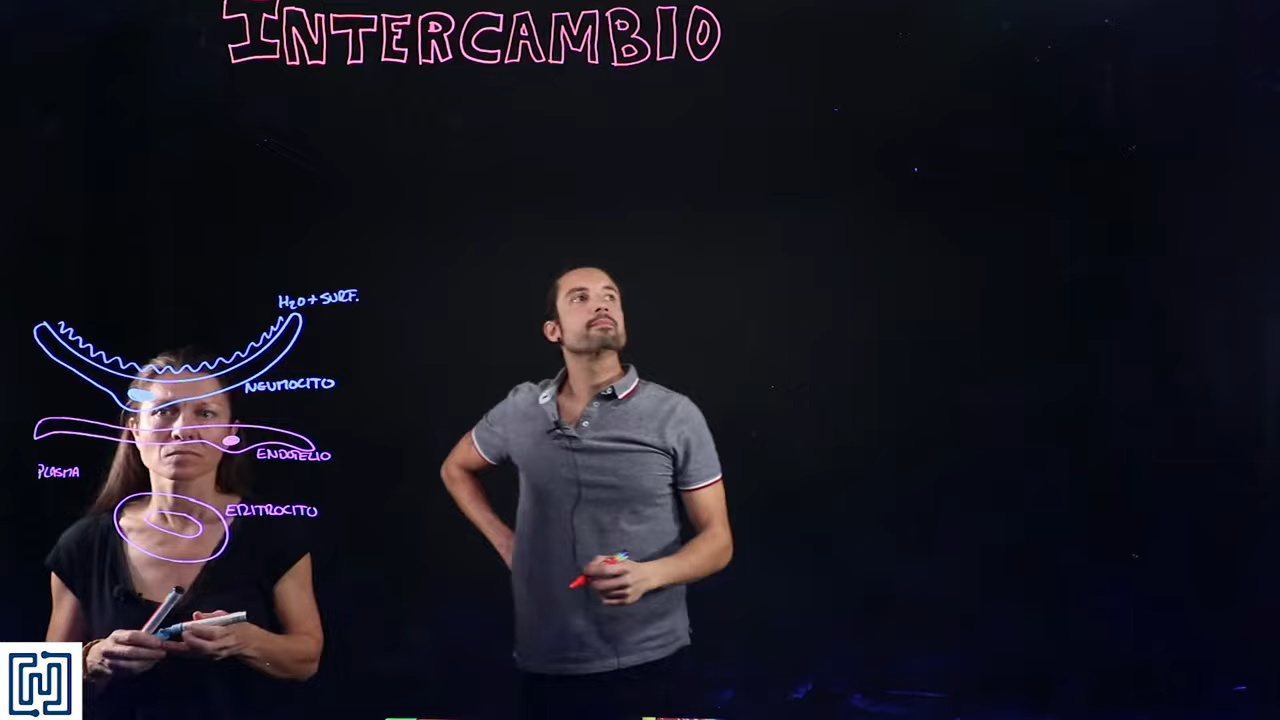 INTERCAMBIO
H2O + SURF.
NEUMOCITO
ENDOTELIO
PLASMA
ERITROCITO